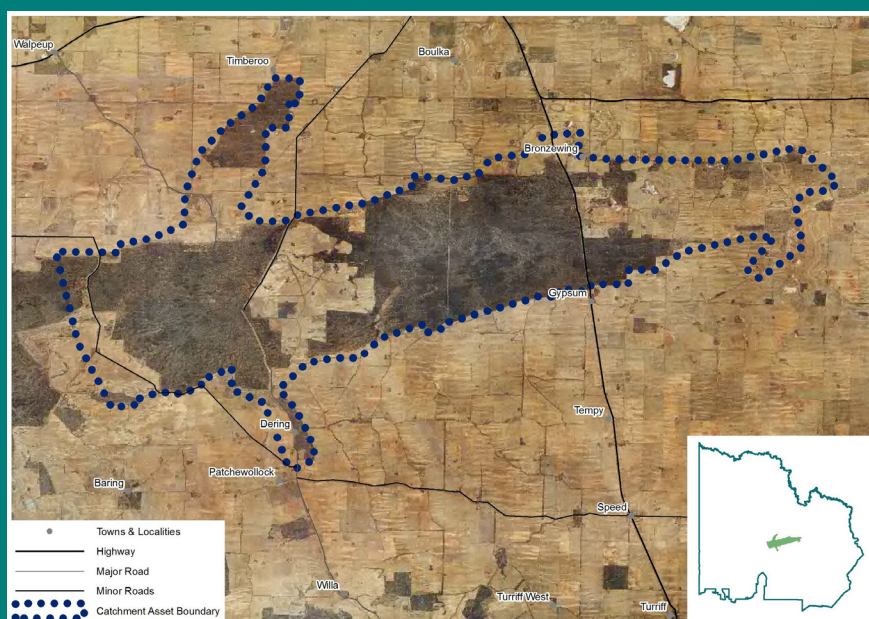 Walpeup
Timberoo
Boulka
Bronzewing
Gypsum
Tempy
Dering
Patchewollock
Baring
Speed
Willa
Turriff West
Turriff
Towns & Localities
Highway
Major Road
Minor Roads
Catchment Asset Boundary